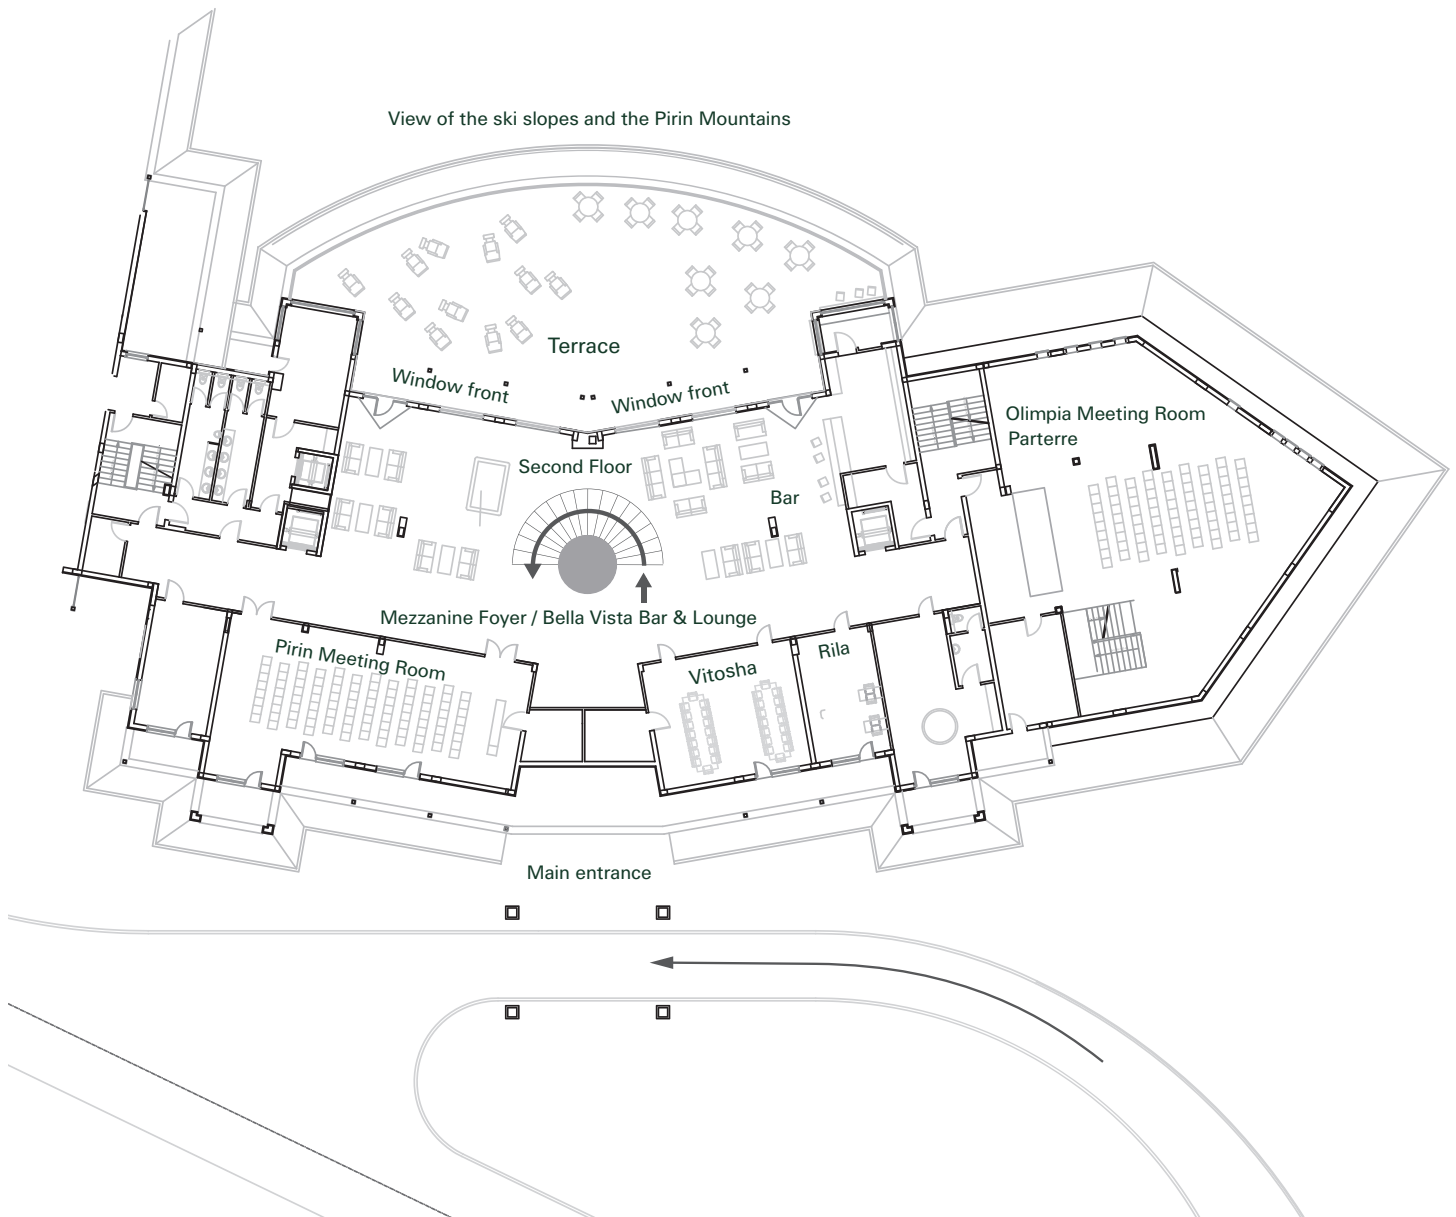 View of the ski slopes and the Pirin Mountains
Terrace
Window front
Window front
Olimpia Meeting Room
Parterre
Second Floor
Bar
Mezzanine Foyer / Bella Vista Bar & Lounge
Pirin Meeting Room
Vitosha
Rila
Main entrance